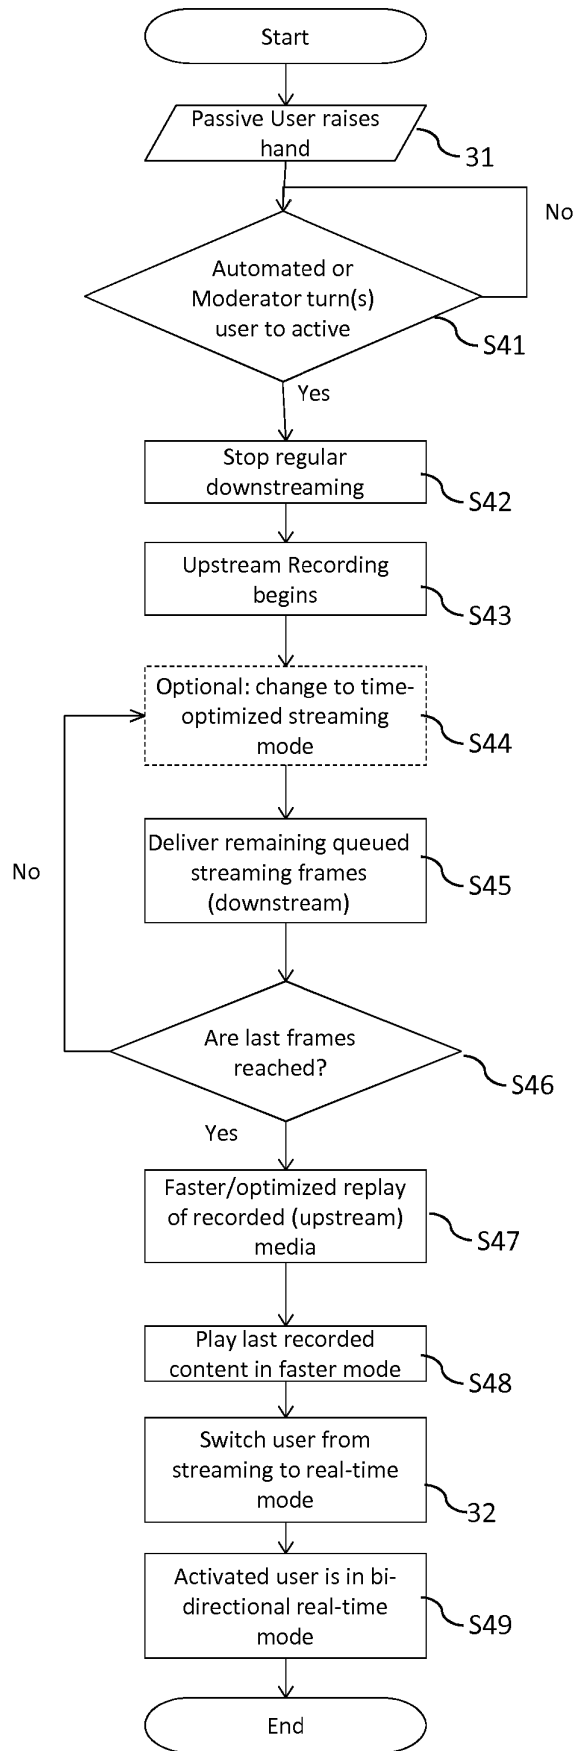 Start
Passive User raises
hand
31
No
Automated or
Moderator turn(s)
user to active
S41
Yes
Stop regular
downstreaming
S42
Upstream Recording
begins
S43
Optional: change to time-
optimized streaming
mode
S44
Deliver remaining queued
streaming frames
(downstream)
S45
No
Are last frames
reached?
S46
Yes
Faster/optimized replay
of recorded (upstream)
media
S47
Play last recorded
content in faster mode
S48
Switch user from
streaming to real-time
mode
32
Activated user is in bi-
directional real-time
mode
S49
End